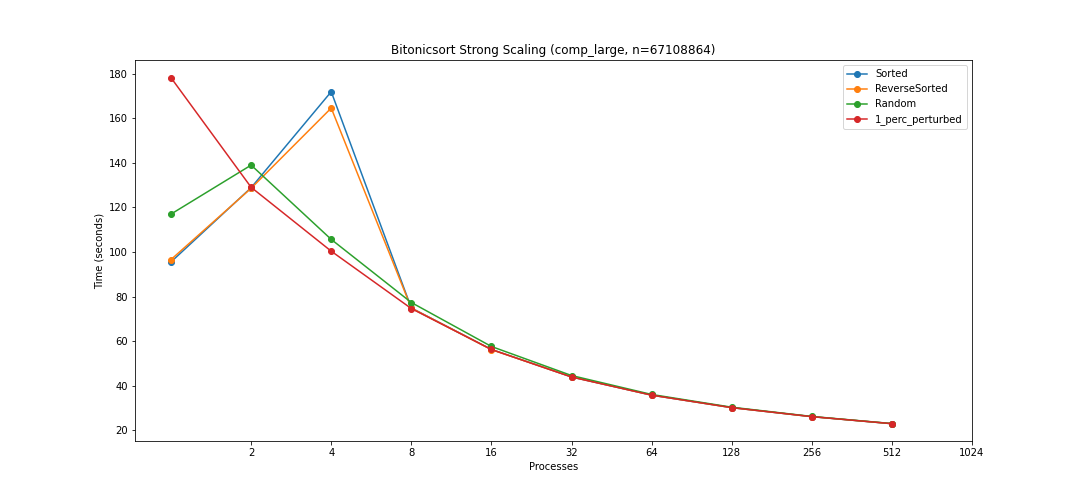 Bitonicsort Strong Scaling (comp_large, n=67108864)
Sorted
ReverseSorted
Random
1_perc_perturbed
Time (seconds)
180
160
140
120
100
80
60
40
20
2 4 8 16 32 64 128 256 512 1024
Processes